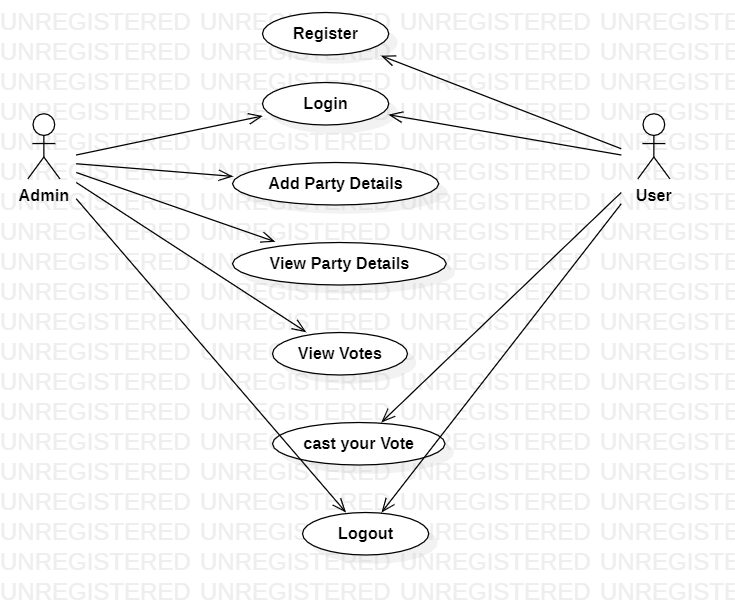 UNREGISTERED
Register
Login
Admin
User
Add Party Details
View Party Details
View Votes
cast your Vote
Logout